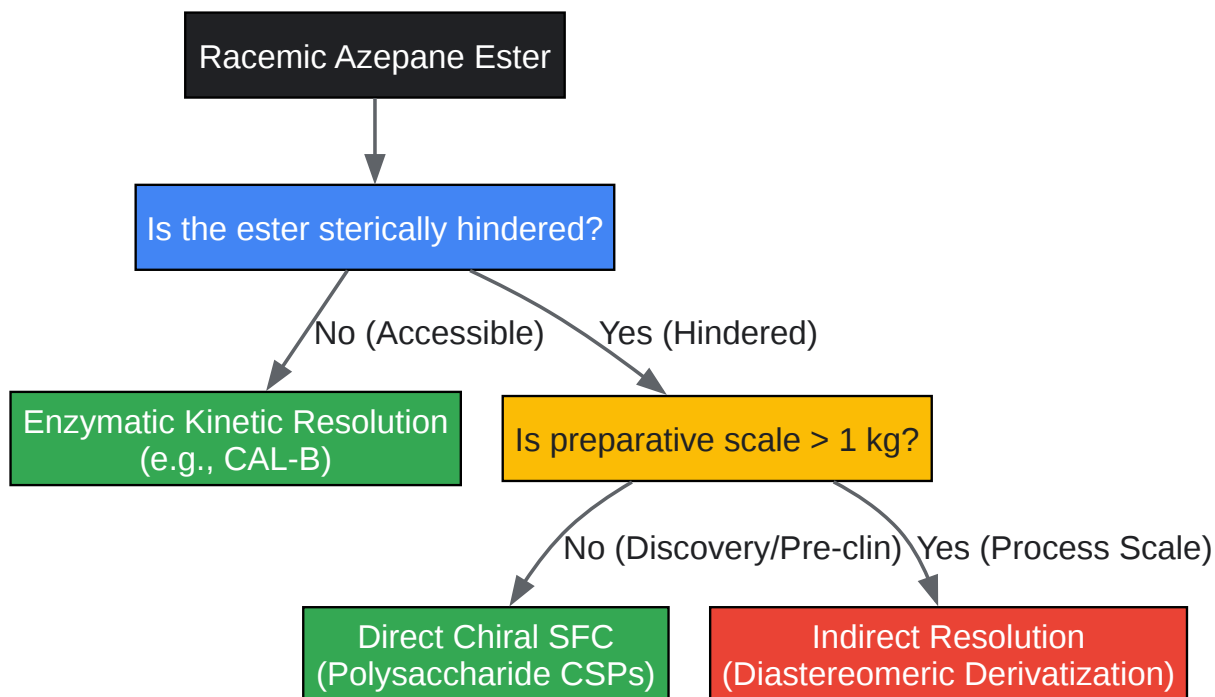 Racemic Azepane Ester
Is the ester sterically hindered?
No (Accessible)
Yes (Hindered)
Enzymatic Kinetic Resolution
(e.g., CAL-B)
Is preparative scale > 1 kg?
No (Discovery/Pre-clin)
Yes (Process Scale)
Direct Chiral SFC
(Polysaccharide CSPs)
Indirect Resolution
(Diastereomeric Derivatization)